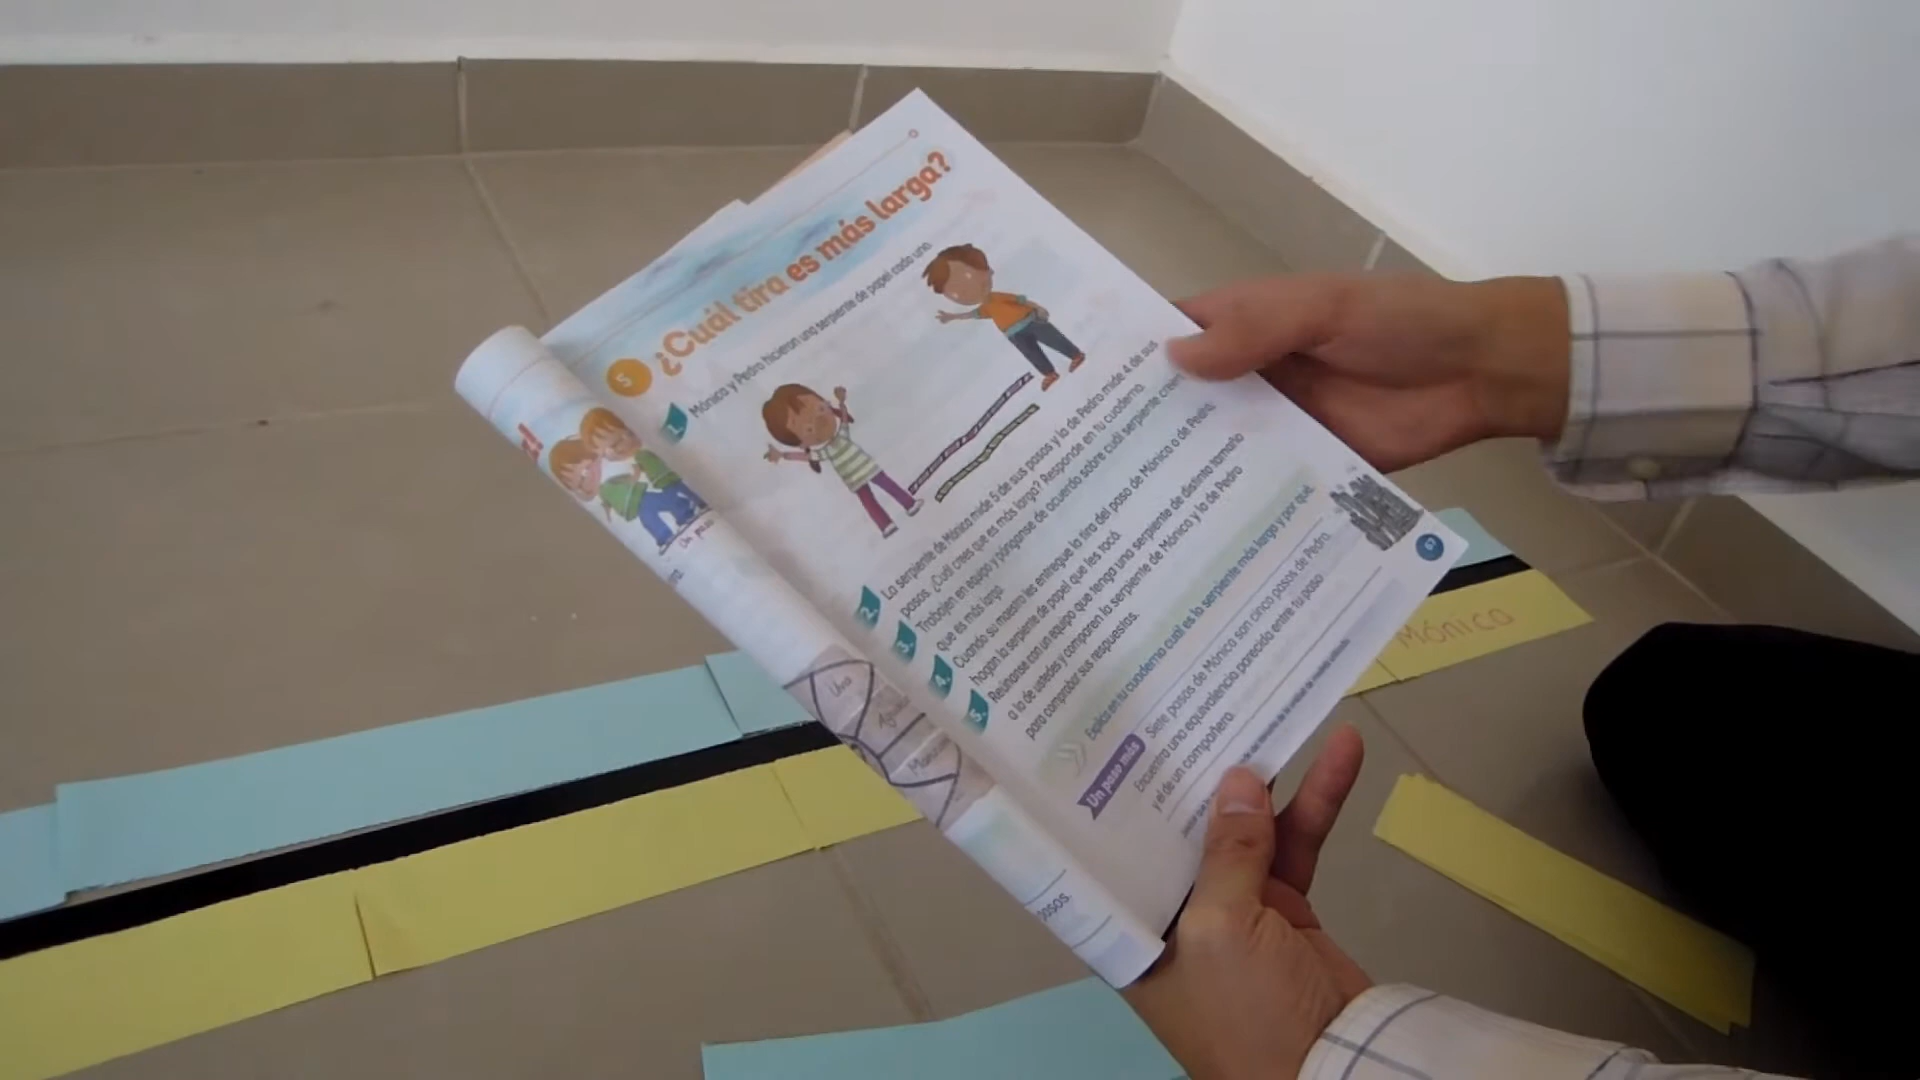 5 ¿Cuál tira es más larga?
1. Mónica y Pedro hicieron una serpiente de papel cada uno.
2. La serpiente de Mónica mide 5 de sus pasos y la de Pedro mide 4 de sus
pasos. ¿Cuál crees que es más larga? Responde en tu cuaderno.
3. Trabajen en equipo y pónganse de acuerdo sobre cuál serpiente creen
que es más larga.
4. Cuando su maestro les entregue la tira del paso de Mónica o de Pedro,
hagan la serpiente de papel que les tocó.
5. Reúnanse con un equipo que tenga una serpiente de distinto tamaño
a la de ustedes y comparen la serpiente de Mónica y la de Pedro
para comprobar sus respuestas.
Explica en tu cuaderno cuál es la serpiente más larga y por qué.
Un paso más Siete pasos de Mónica son cinco pasos de Pedro.
Encuentra una equivalencia parecida entre tu paso
y el de un compañero.
67
Un paso
Uva
dosos.
Mónica